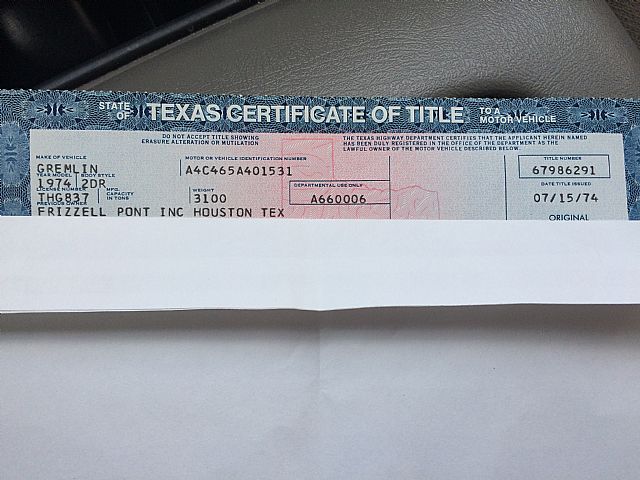 STATE OF TEXAS CERTIFICATE OF TITLE TO A MOTOR VEHICLE
DO NOT ACCEPT TITLE SHOWING
ERASURE ALTERATION OR MUTILATION
THE TEXAS HIGHWAY DEPARTMENT CERTIFIES THAT THE APPLICANT HEREIN NAMED
HAS BEEN DULY REGISTERED IN THE OFFICE OF THE DEPARTMENT AS THE
LAWFUL OWNER OF THE MOTOR VEHICLE DESCRIBED BELOW.
MAKE OF VEHICLE
GREMLIN
MOTOR OR VEHICLE IDENTIFICATION NUMBER
A4C465A401531
TITLE NUMBER
67986291
YEAR MODEL BODY STYLE
1974 2DR
LICENSE NUMBER
THG837
MFG. CAPACITY IN TONS
WEIGHT
3100
DEPARTMENTAL USE ONLY
A660006
DATE TITLE ISSUED
07/15/74
PREVIOUS OWNER
FRIZZELL PONT INC HOUSTON TEX
ORIGINAL